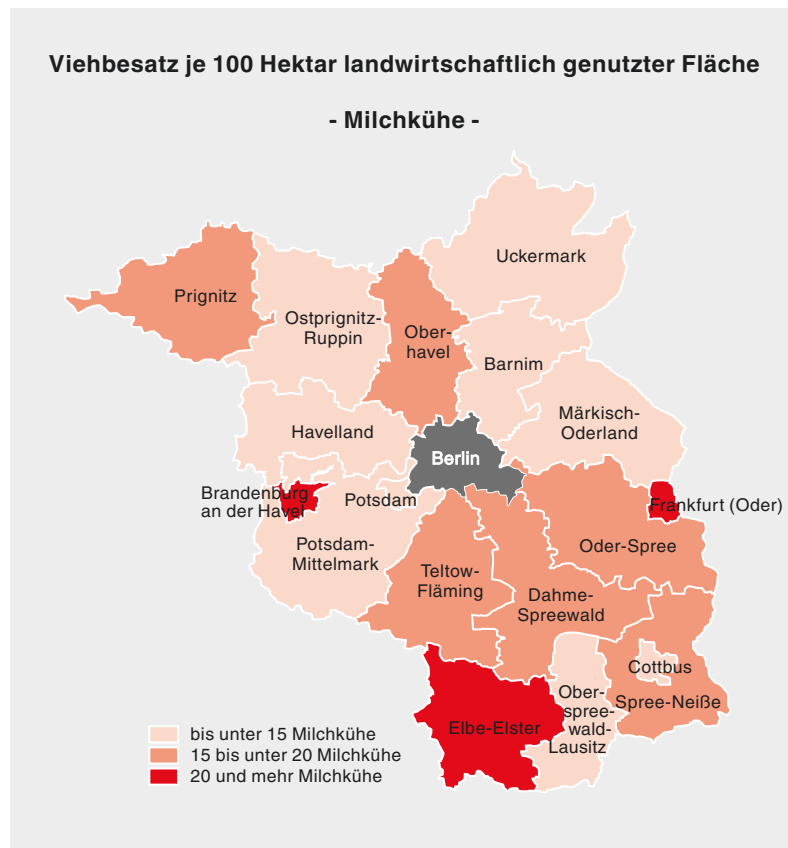 Viehbesatz je 100 Hektar landwirtschaftlich genutzter Fläche
- Milchkühe -
Uckermark
Prignitz
Ostprignitz-
Ruppin
Ober-
havel
Barnim
Märkisch-
Oderland
Havelland
Berlin
Brandenburg
an der Havel
Potsdam
Frankfurt (Oder)
Potsdam-
Mittelmark
Oder-Spree
Teltow-
Fläming
Dahme-
Spreewald
Cottbus
Spree-Neiße
Ober-
spree-
wald-
Lausitz
Elbe-Elster
bis unter 15 Milchkühe
15 bis unter 20 Milchkühe
20 und mehr Milchkühe